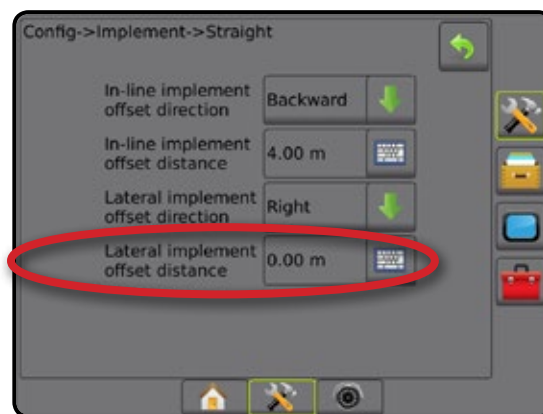 Config->Implement->Straight
In-line implement
offset direction
Backward
In-line implement
offset distance
4.00 m
Lateral implement
offset direction
Right
Lateral implement
offset distance
0.00 m